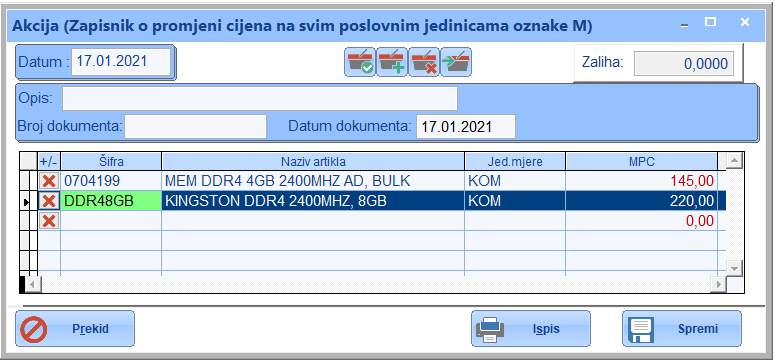 Akcija (Zapisnik o promjeni cijena na svim poslovnim jedinicama oznake M)
Datum : 17.01.2021 Zaliha: 0,0000
Opis:
Broj dokumenta: Datum dokumenta: 17.01.2021
+/- Šifra Naziv artikla Jed.mjere MPC
0704199 MEM DDR4 4GB 2400MHZ AD, BULK KOM 145,00
DDR48GB KINGSTON DDR4 2400MHZ, 8GB KOM 220,00
0,00
Prekid Ispis Spremi